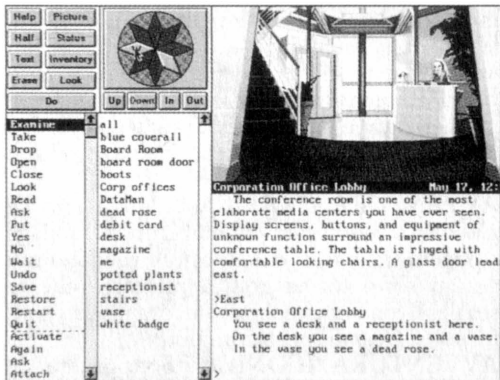 Help Picture
Half Status
Text Inventory
Erase Look
Do
Up Down In Out
Examine
Take
Drop
Open
Close
Look
Read
Ask
Put
Yes
No
Wait
Undo
Save
Restore
Restart
Quit
Activate
Again
Ask
Attach
all
blue coverall
Board Room
board room door
boots
Corp offices
DataMan
dead rose
debit card
desk
magazine
me
potted plants
receptionist
stairs
vase
white badge
Corporation Office Lobby May 17, 12:
The conference room is one of the most
elaborate media centers you have ever seen.
Display screens, buttons, and equipment of
unknown function surround an impressive
conference table. The table is ringed with
comfortable looking chairs. A glass door lead
east.
>East
Corporation Office Lobby
You see a desk and a receptionist here.
On the desk you see a magazine and a vase.
In the vase you see a dead rose.
>